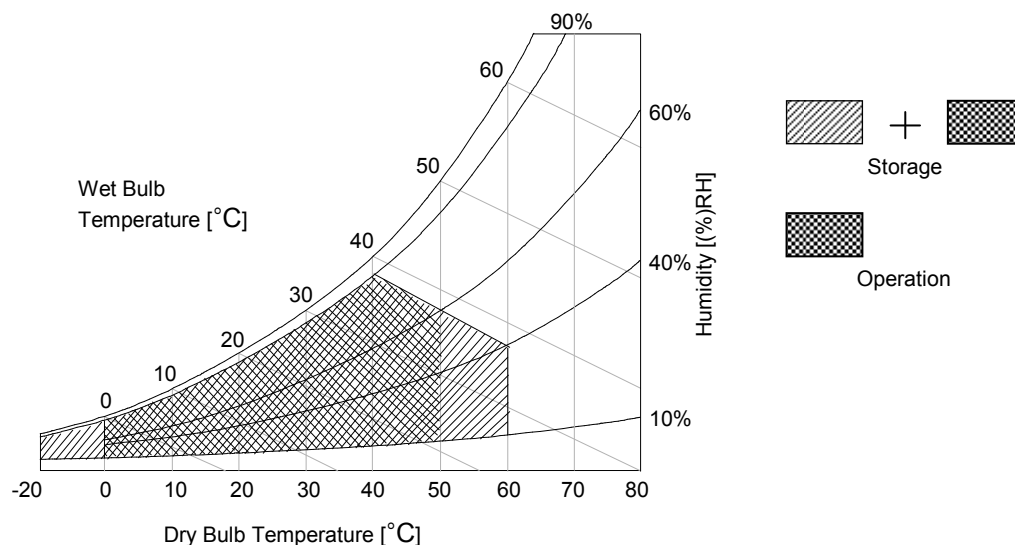 90%
60
60%
50
Wet Bulb
Temperature [°C]
40
40%
30
20
10
0
10%
Humidity [(%)RH]
-20 0 10 20 30 40 50 60 70 80
Dry Bulb Temperature [°C]
+
Storage
Operation